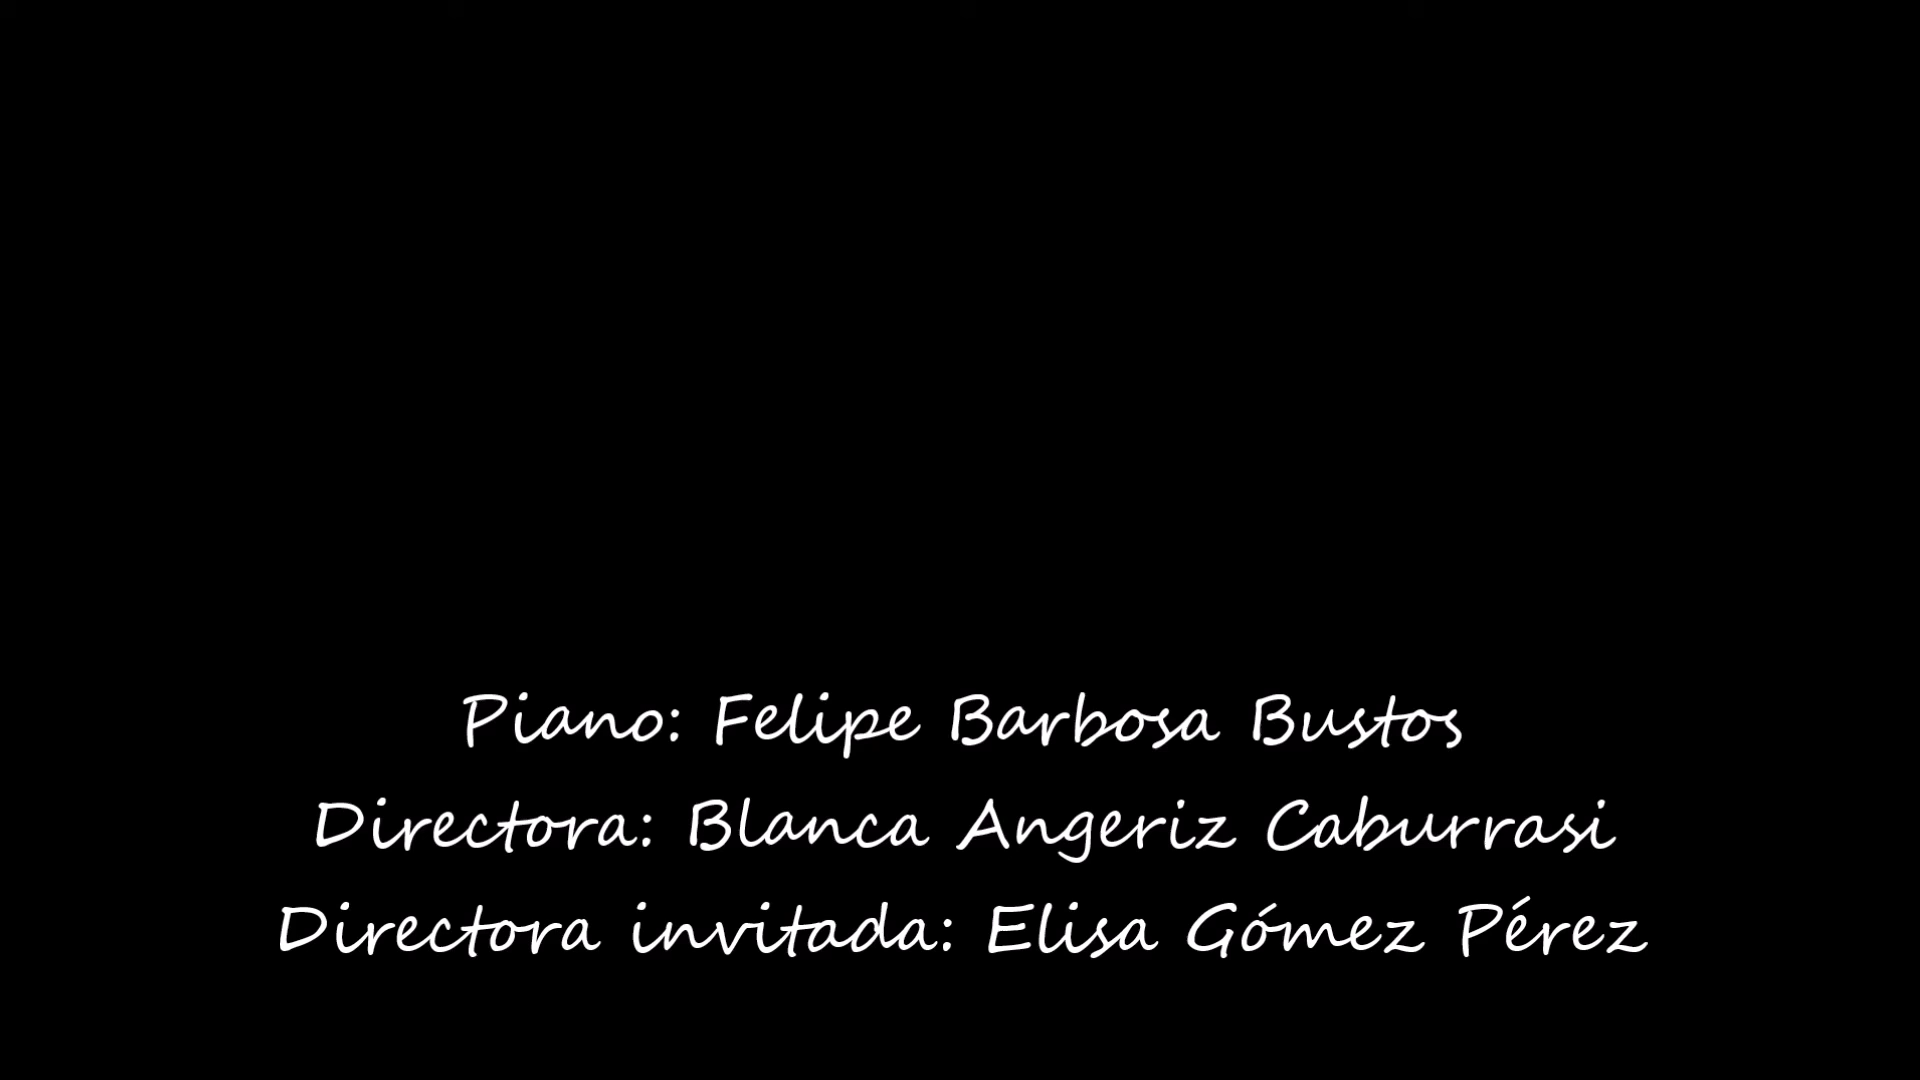 Piano: Felipe Barbosa Bustos
Directora: Blanca Angeriz Caburrasi
Directora invitada: Elisa Gómez Pérez